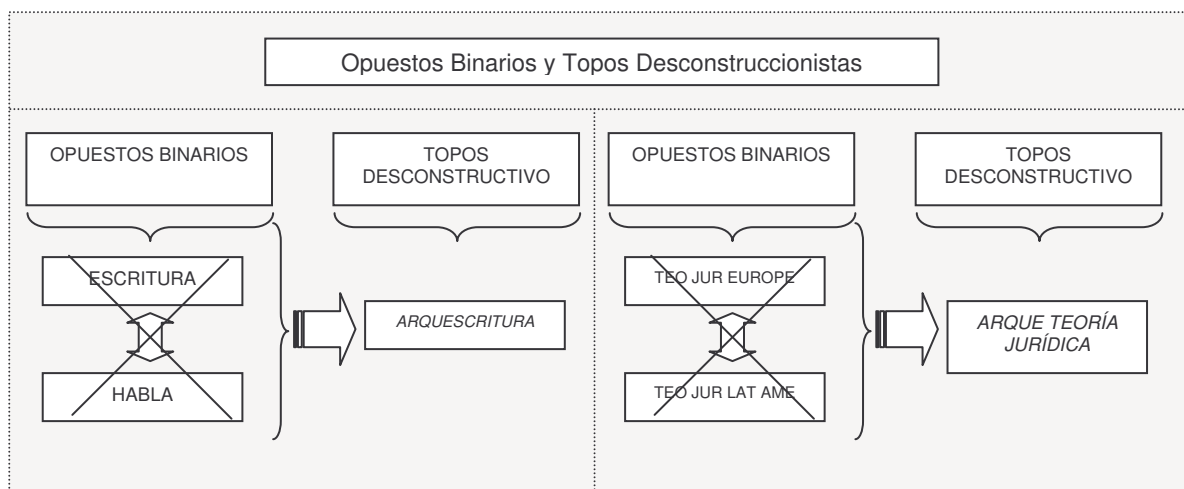 Opuestos Binarios y Topos Desconstruccionistas
OPUESTOS BINARIOS
TOPOS
DESCONSTRUCTIVO
ESCRITURA
HABLA
ARQUESCRITURA
OPUESTOS BINARIOS
TOPOS
DESCONSTRUCTIVO
TEO JUR EUROPE
TEO JUR LAT AME
ARQUE TEORÍA
JURÍDICA